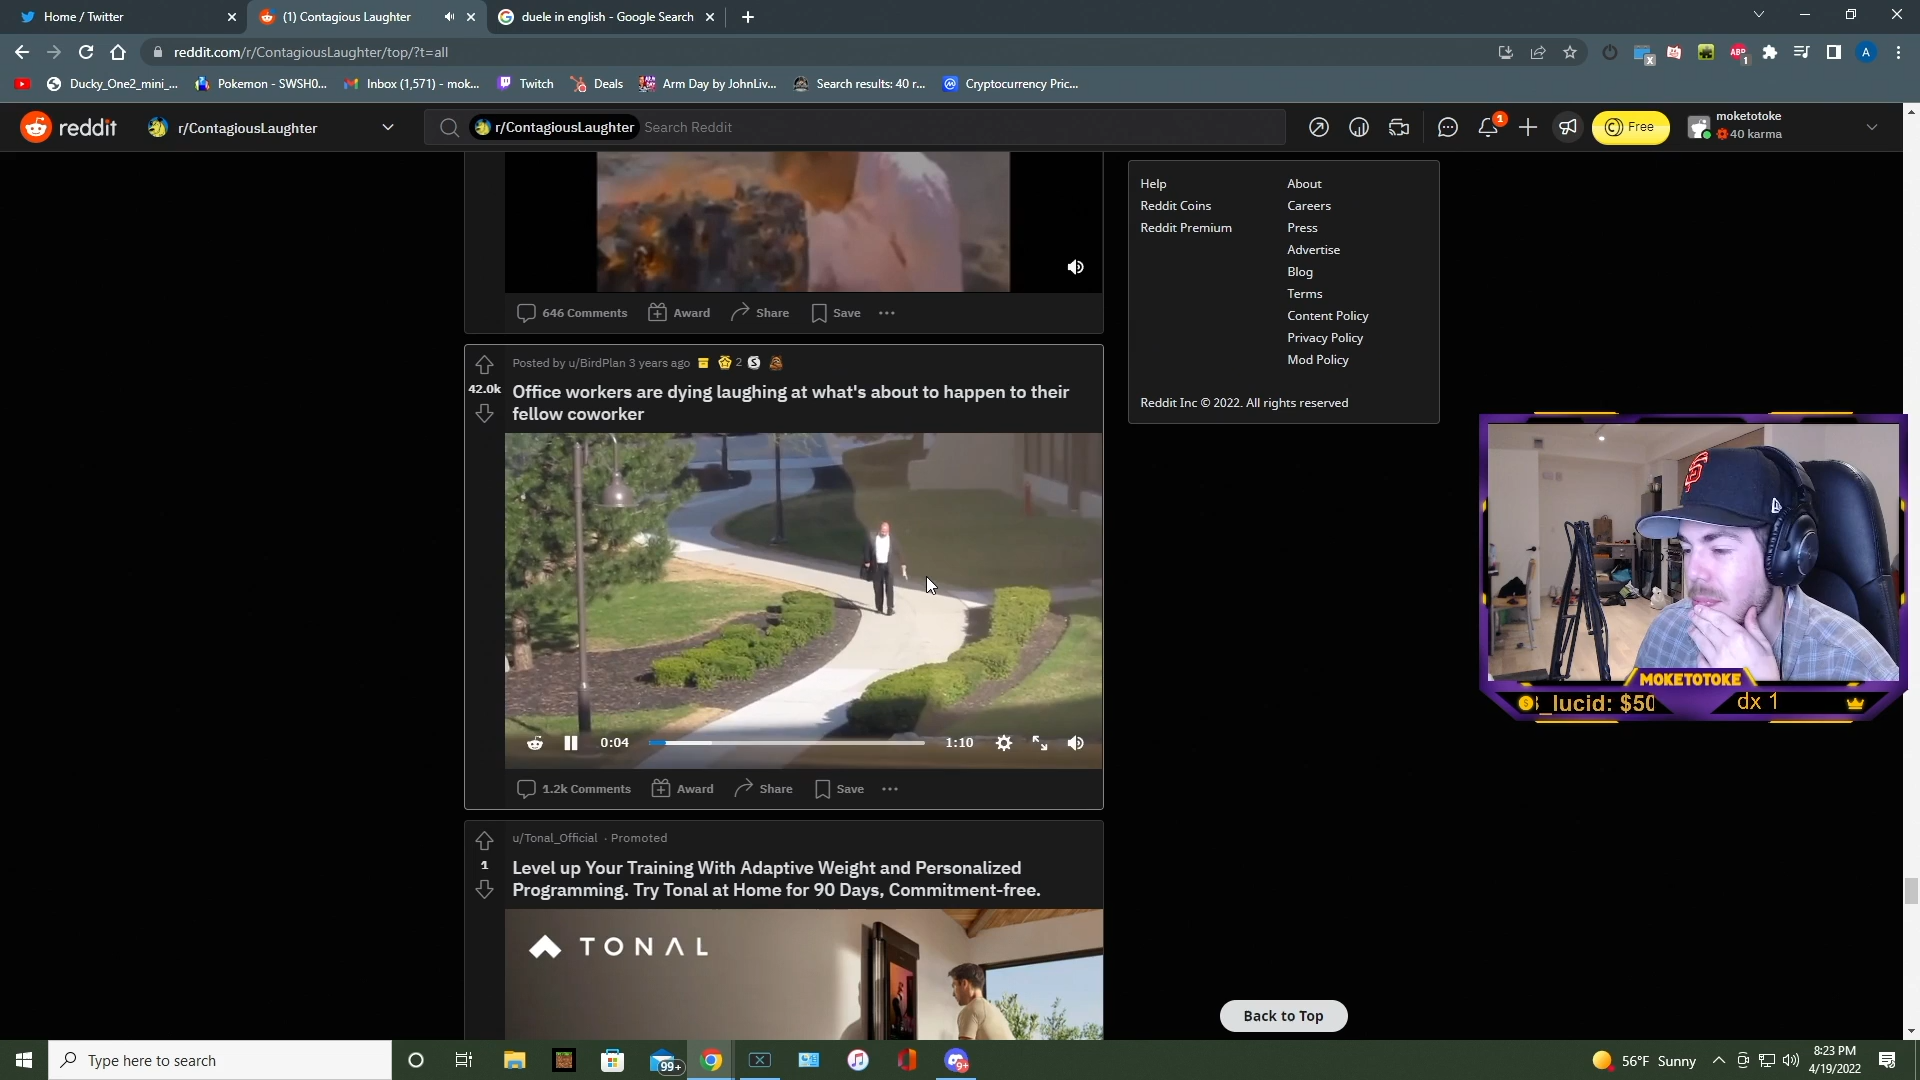 Home / Twitter
(1) Contagious Laughter
duele in english - Google Search
reddit.com/r/ContagiousLaughter/top/?t=all
Ducky_One2_mini_...
Pokemon - SWSH0...
Inbox (1,571) - mok...
Twitch
Deals
Arm Day by JohnLiv...
Search results: 40 r...
Cryptocurrency Pric...
reddit
r/ContagiousLaughter
r/ContagiousLaughter
Search Reddit
1
Free
moketotoke
40 karma
646 Comments
Award
Share
Save
Help
Reddit Coins
Reddit Premium
About
Careers
Press
Advertise
Blog
Terms
Content Policy
Privacy Policy
Mod Policy
Reddit Inc © 2022. All rights reserved
Posted by u/BirdPlan 3 years ago
2
42.0k
Office workers are dying laughing at what's about to happen to their
fellow coworker
0:04
1:10
1.2k Comments
Award
Share
Save
MOKETOTOKE
_lucid: $50
dx 1
u/Tonal_Official · Promoted
1
Level up Your Training With Adaptive Weight and Personalized
Programming. Try Tonal at Home for 90 Days, Commitment-free.
TONAL
Back to Top
Type here to search
99+
9+
56°F Sunny
8:23 PM
4/19/2022